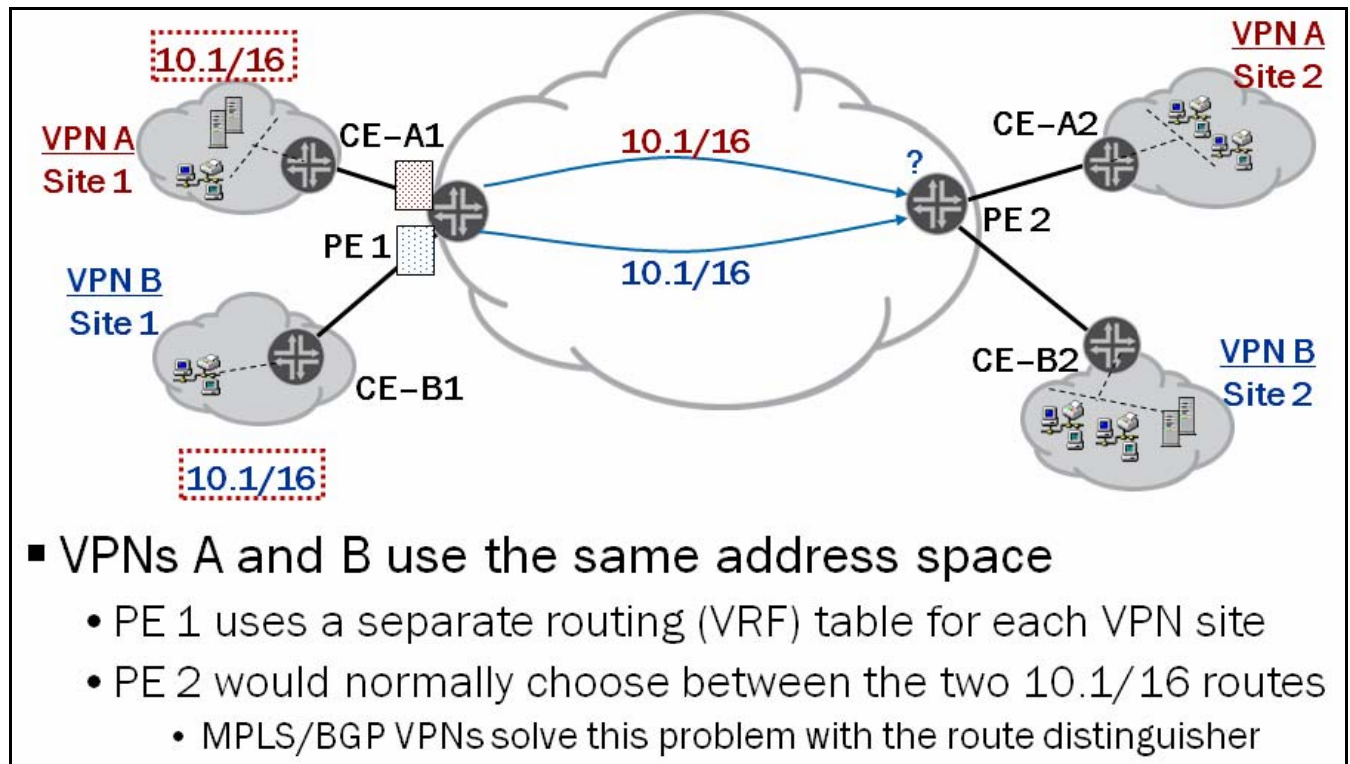 10.1/16
VPN A
Site 1
CE-A1
PE 1
VPN B
Site 1
CE-B1
10.1/16
10.1/16
10.1/16
?
PE 2
CE-A2
VPN A
Site 2
CE-B2
VPN B
Site 2
▪ VPNs A and B use the same address space
• PE 1 uses a separate routing (VRF) table for each VPN site
• PE 2 would normally choose between the two 10.1/16 routes
• MPLS/BGP VPNs solve this problem with the route distinguisher